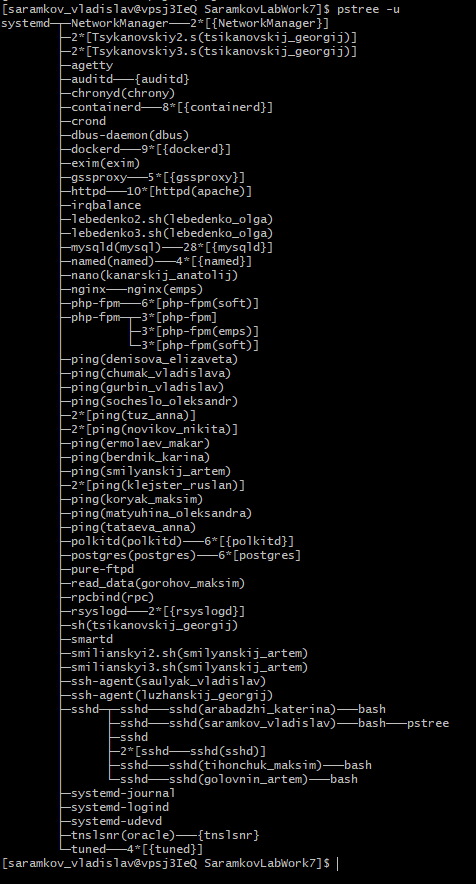 [saramkov_vladislav@vpsj3IeQ SaramkovLabWork7]$ pstree -u
systemd─┬─NetworkManager───2*[{NetworkManager}]
        ├─2*[Tsykanovskiy2.s(tsikanovskij_georgij)]
        ├─2*[Tsykanovskiy3.s(tsikanovskij_georgij)]
        ├─agetty
        ├─auditd───{auditd}
        ├─chronyd(chrony)
        ├─containerd───8*[{containerd}]
        ├─crond
        ├─dbus-daemon(dbus)
        ├─dockerd───9*[{dockerd}]
        ├─exim(exim)
        ├─gssproxy───5*[{gssproxy}]
        ├─httpd───10*[httpd(apache)]
        ├─irqbalance
        ├─lebedenko2.sh(lebedenko_olga)
        ├─lebedenko3.sh(lebedenko_olga)
        ├─mysqld(mysql)───28*[{mysqld}]
        ├─named(named)───4*[{named}]
        ├─nano(kanarskij_anatolij)
        ├─nginx───nginx(emps)
        ├─php-fpm───6*[php-fpm(soft)]
        ├─php-fpm─┬─3*[php-fpm]
        │         ├─3*[php-fpm(emps)]
        │         └─3*[php-fpm(soft)]
        ├─ping(denisova_elizaveta)
        ├─ping(chumak_vladislava)
        ├─ping(gurbin_vladislav)
        ├─ping(socheslo_oleksandr)
        ├─2*[ping(tuz_anna)]
        ├─2*[ping(novikov_nikita)]
        ├─ping(ermolaev_makar)
        ├─ping(berdnik_karina)
        ├─ping(smilyanskij_artem)
        ├─2*[ping(klejster_ruslan)]
        ├─ping(koryak_maksim)
        ├─ping(matyuhina_oleksandra)
        ├─ping(tataeva_anna)
        ├─polkitd(polkitd)───6*[{polkitd}]
        ├─postgres(postgres)───6*[postgres]
        ├─pure-ftpd
        ├─read_data(gorohov_maksim)
        ├─rpcbind(rpc)
        ├─rsyslogd───2*[{rsyslogd}]
        ├─sh(tsikanovskij_georgij)
        ├─smartd
        ├─smilianskyi2.sh(smilyanskij_artem)
        ├─smilianskyi3.sh(smilyanskij_artem)
        ├─ssh-agent(saulyak_vladislav)
        ├─ssh-agent(luzhanskij_georgij)
        ├─sshd─┬─sshd───sshd(arabadzhi_katerina)───bash
        │      ├─sshd───sshd(saramkov_vladislav)───bash───pstree
        │      ├─sshd
        │      ├─2*[sshd───sshd(sshd)]
        │      ├─sshd───sshd(tihonchuk_maksim)───bash
        │      └─sshd───sshd(golovnin_artem)───bash
        ├─systemd-journal
        ├─systemd-logind
        ├─systemd-udevd
        ├─tnslsnr(oracle)───{tnslsnr}
        └─tuned───4*[{tuned}]
[saramkov_vladislav@vpsj3IeQ SaramkovLabWork7]$